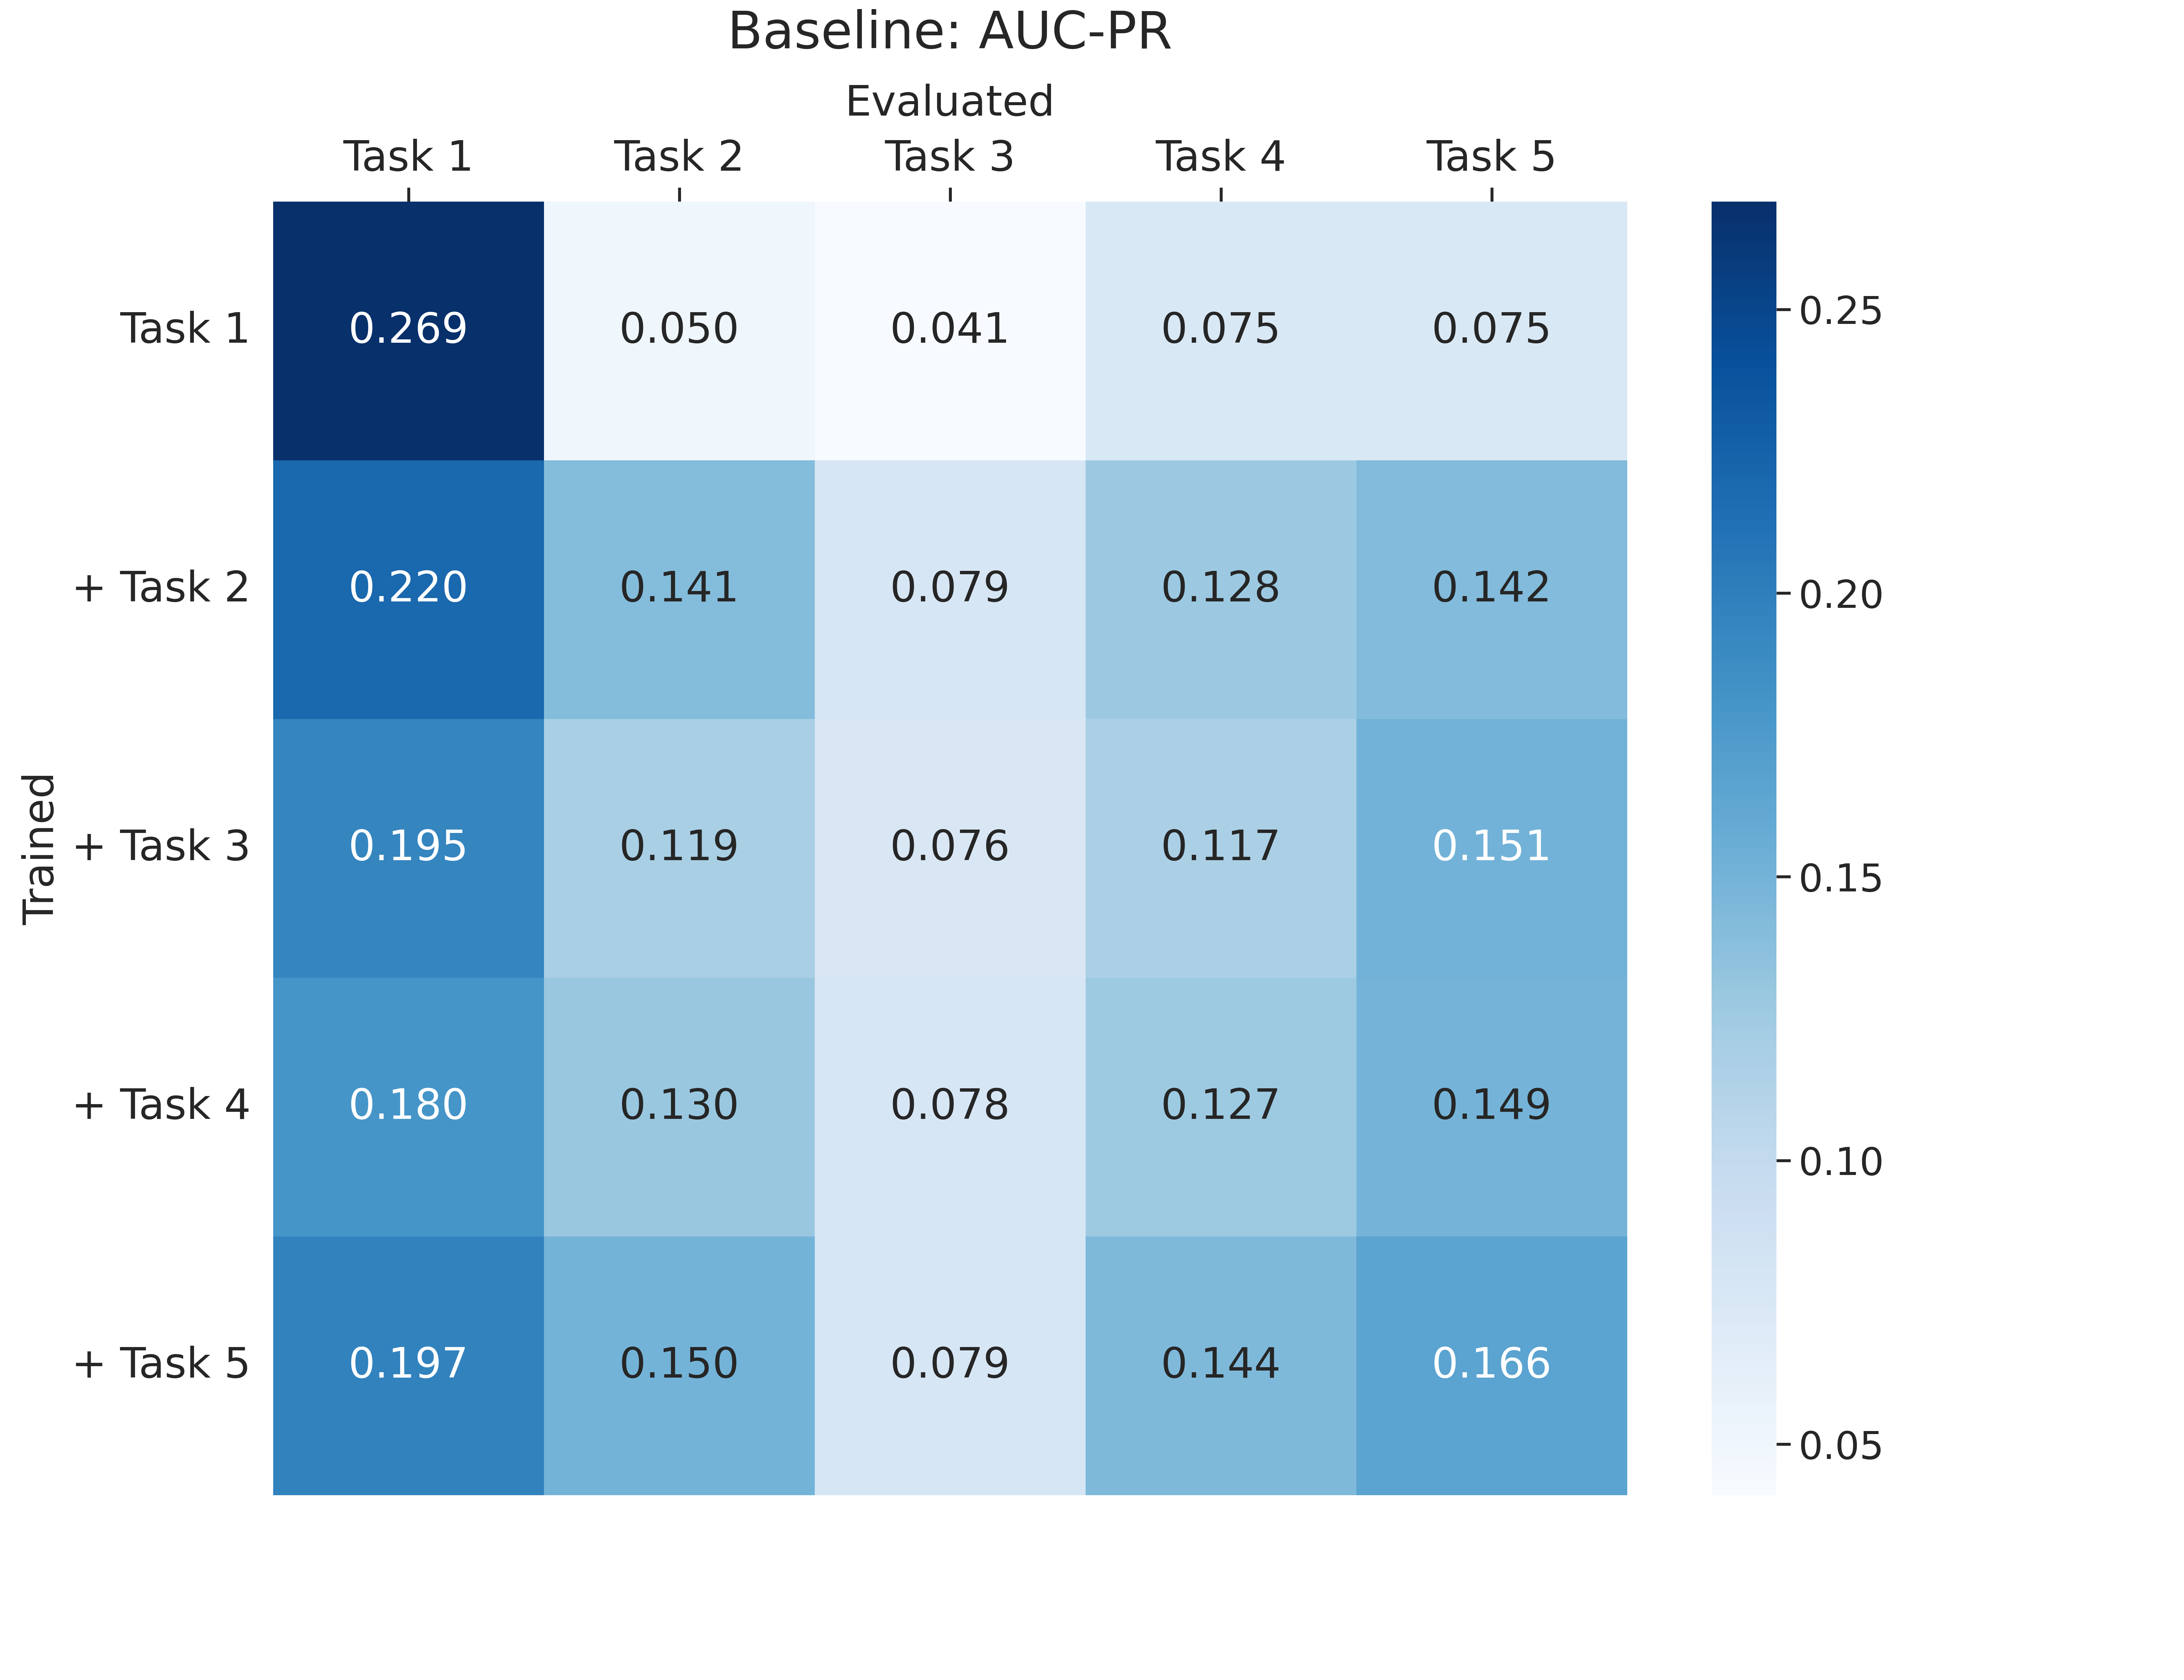 Baseline: AUC-PR
Evaluated
Task 1 Task 2 Task 3 Task 4 Task 5
Trained
Task 1 0.269 0.050 0.041 0.075 0.075
+ Task 2 0.220 0.141 0.079 0.128 0.142
+ Task 3 0.195 0.119 0.076 0.117 0.151
+ Task 4 0.180 0.130 0.078 0.127 0.149
+ Task 5 0.197 0.150 0.079 0.144 0.166
0.25
0.20
0.15
0.10
0.05